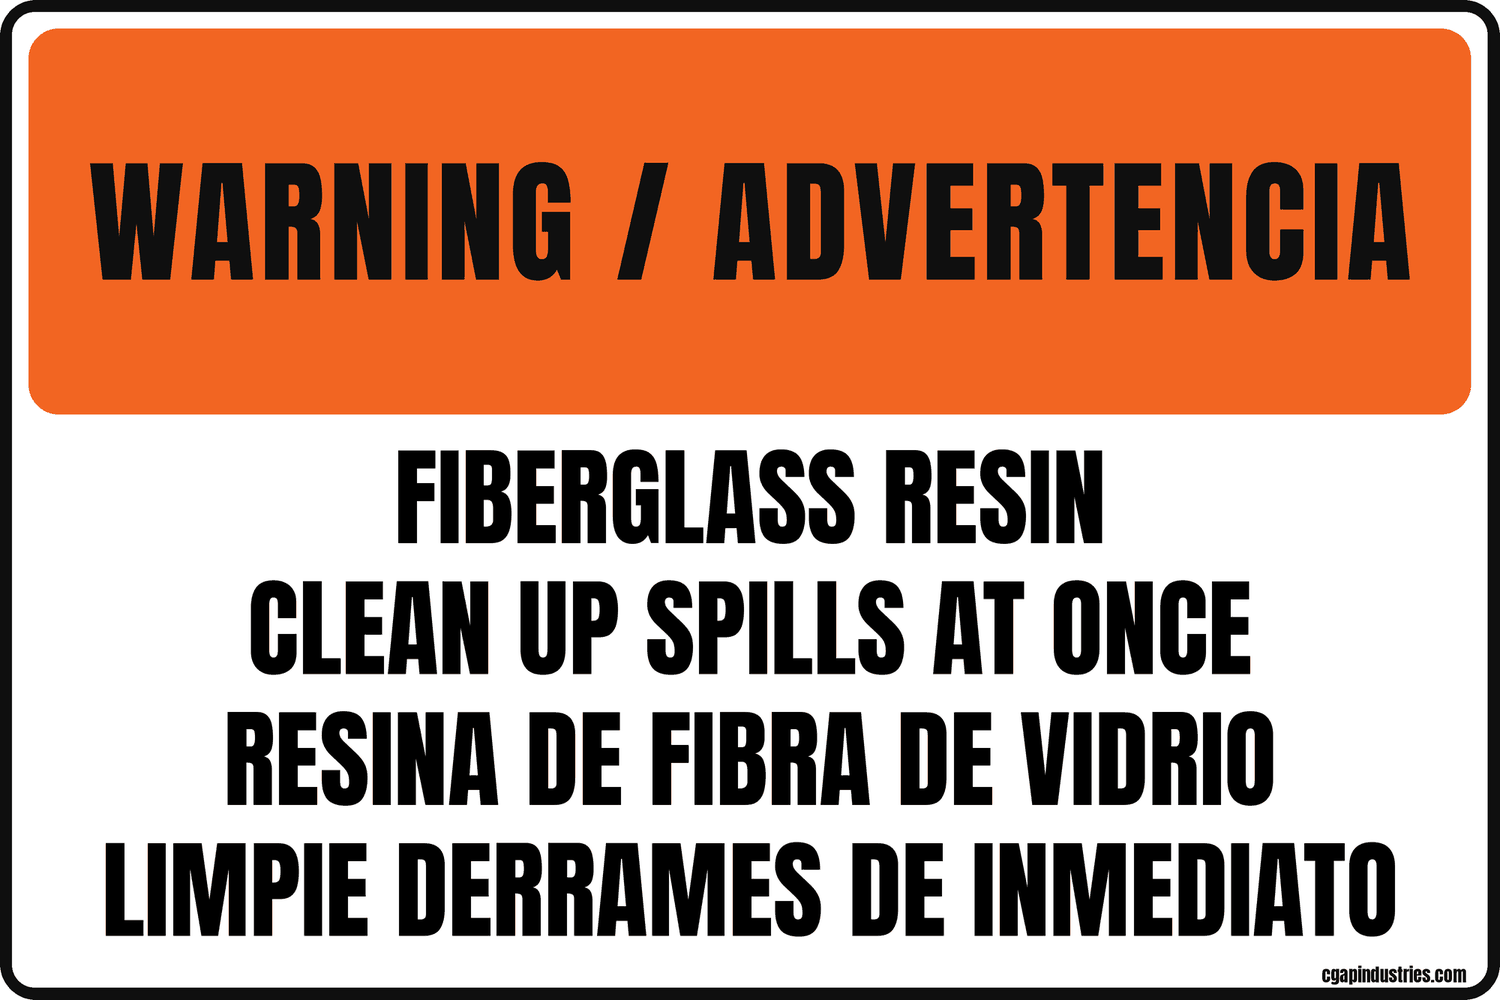 WARNING / ADVERTENCIA
FIBERGLASS RESIN
CLEAN UP SPILLS AT ONCE
RESINA DE FIBRA DE VIDRIO
LIMPIE DERRAMES DE INMEDIATO
cgapindustries.com